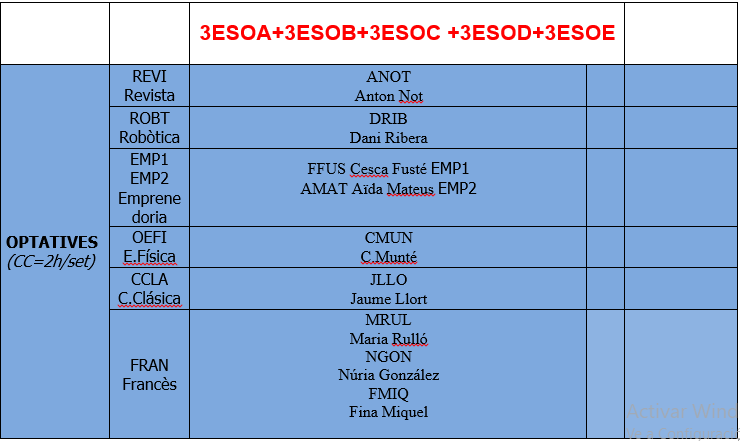 3ESOA+3ESOB+3ESOC +3ESOD+3ESOE
OPTATIVES
(CC=2h/set)
REVI
Revista
ANOT
Anton Not
ROBT
Robòtica
DRIB
Dani Ribera
EMP1
EMP2
Emprene
doria
FFUS Cesca Fusté EMP1
AMAT Aïda Mateus EMP2
OEFI
E.Física
CMUN
C.Munté
CCLA
C.Clásica
JLLO
Jaume Llort
FRAN
Francès
MRUL
Maria Rulló
NGON
Núria González
FMIQ
Fina Miquel
Activar Wind